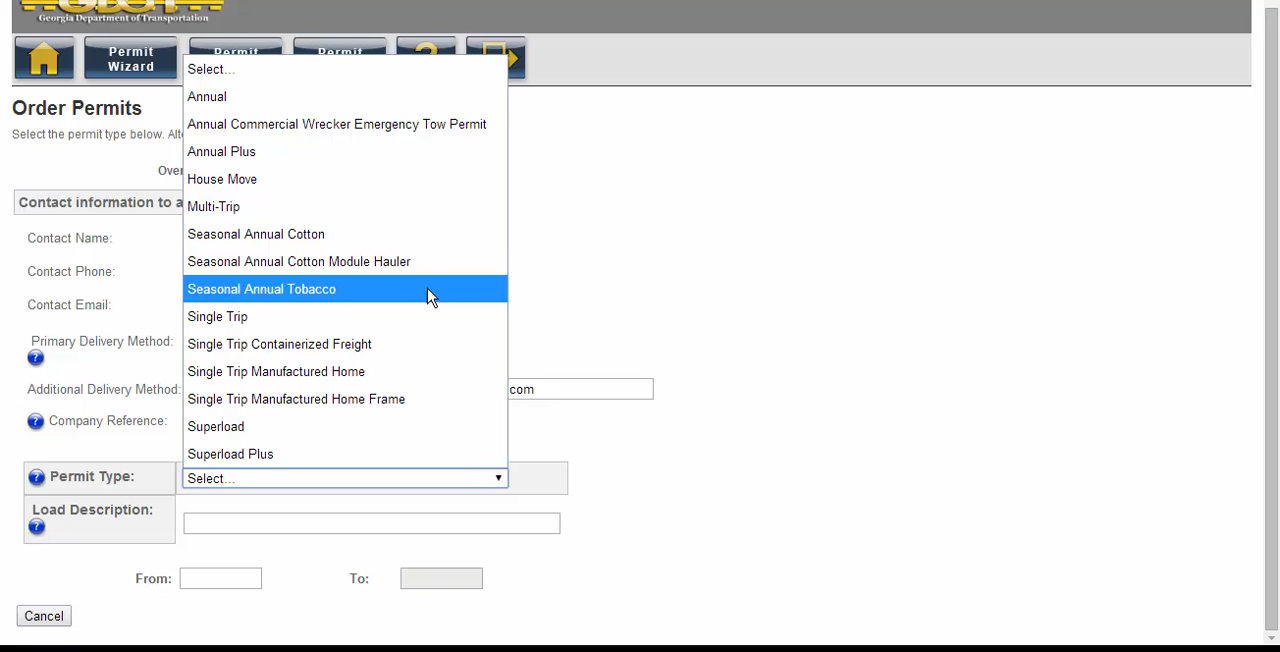 Georgia Department of Transportation
Permit
Wizard
Permit
Permit
?
Order Permits
Select the permit type below. Alt
Over
Contact information to a
Contact Name:
Contact Phone:
Contact Email:
Primary Delivery Method:
?
Additional Delivery Method:
com
? Company Reference:
Select...
Annual
Annual Commercial Wrecker Emergency Tow Permit
Annual Plus
House Move
Multi-Trip
Seasonal Annual Cotton
Seasonal Annual Cotton Module Hauler
Seasonal Annual Tobacco
Single Trip
Single Trip Containerized Freight
Single Trip Manufactured Home
Single Trip Manufactured Home Frame
Superload
Superload Plus
? Permit Type:
Select...
Load Description:
?
From:
To:
Cancel